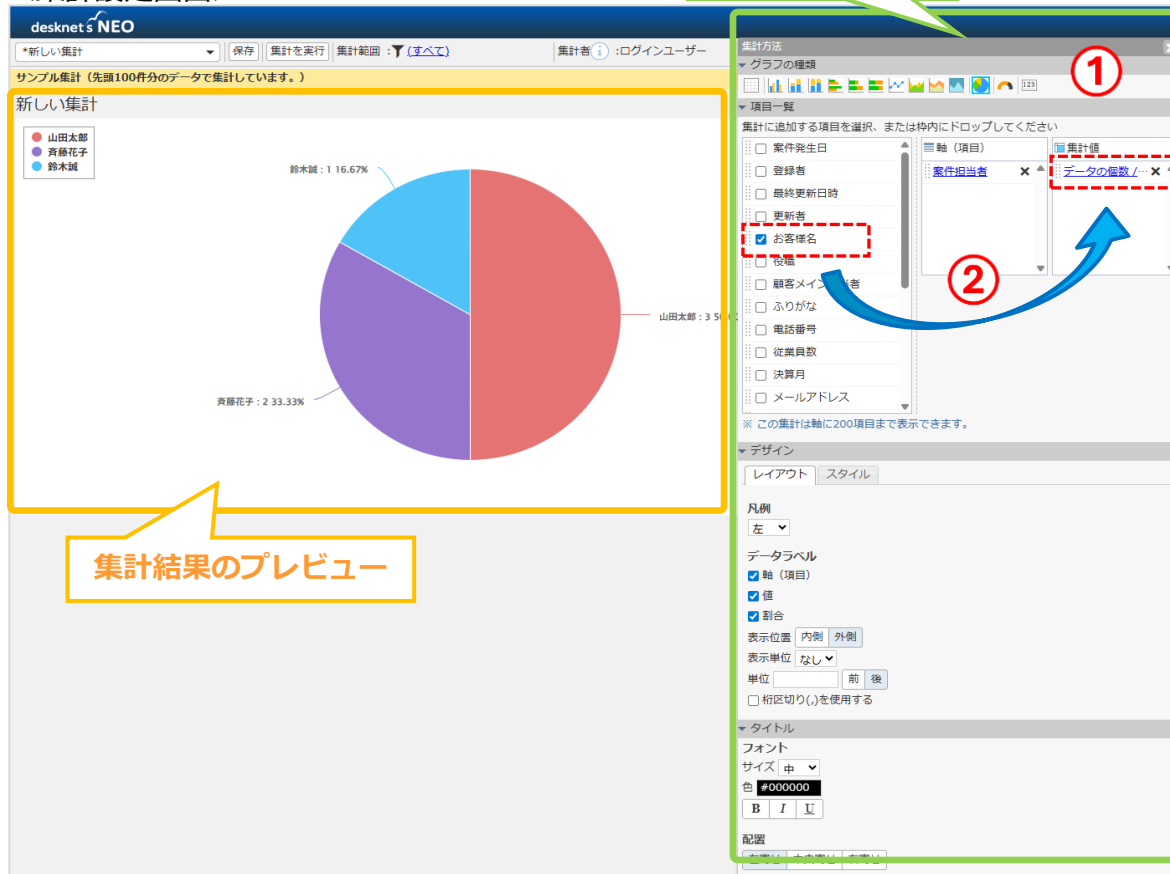 desknet's NEO
*新しい集計
保存
集計を実行
集計範囲 : (すべて)
集計者 i :ログインユーザー
サンプル集計（先頭100件分のデータで集計しています。）
新しい集計
山田太郎
斉藤花子
鈴木誠
鈴木誠 : 1 16.67%
山田太郎 : 3
斉藤花子 : 2 33.33%
集計結果のプレビュー
集計方法
グラフの種類
123
①
項目一覧
集計に追加する項目を選択、または枠内にドロップしてください
案件発生日
登録者
最終更新日時
更新者
お客様名
役職
顧客メイン
者
ふりがな
電話番号
従業員数
決算月
メールアドレス
軸（項目）
案件担当者
集計値
データの個数 /…
②
※ この集計は軸に200項目まで表示できます。
デザイン
レイアウト スタイル
凡例
左
データラベル
軸（項目）
値
割合
表示位置 内側 外側
表示単位 なし
単位 前 後
桁区切り(,)を使用する
タイトル
フォント
サイズ 中
色 #000000
B I U
配置